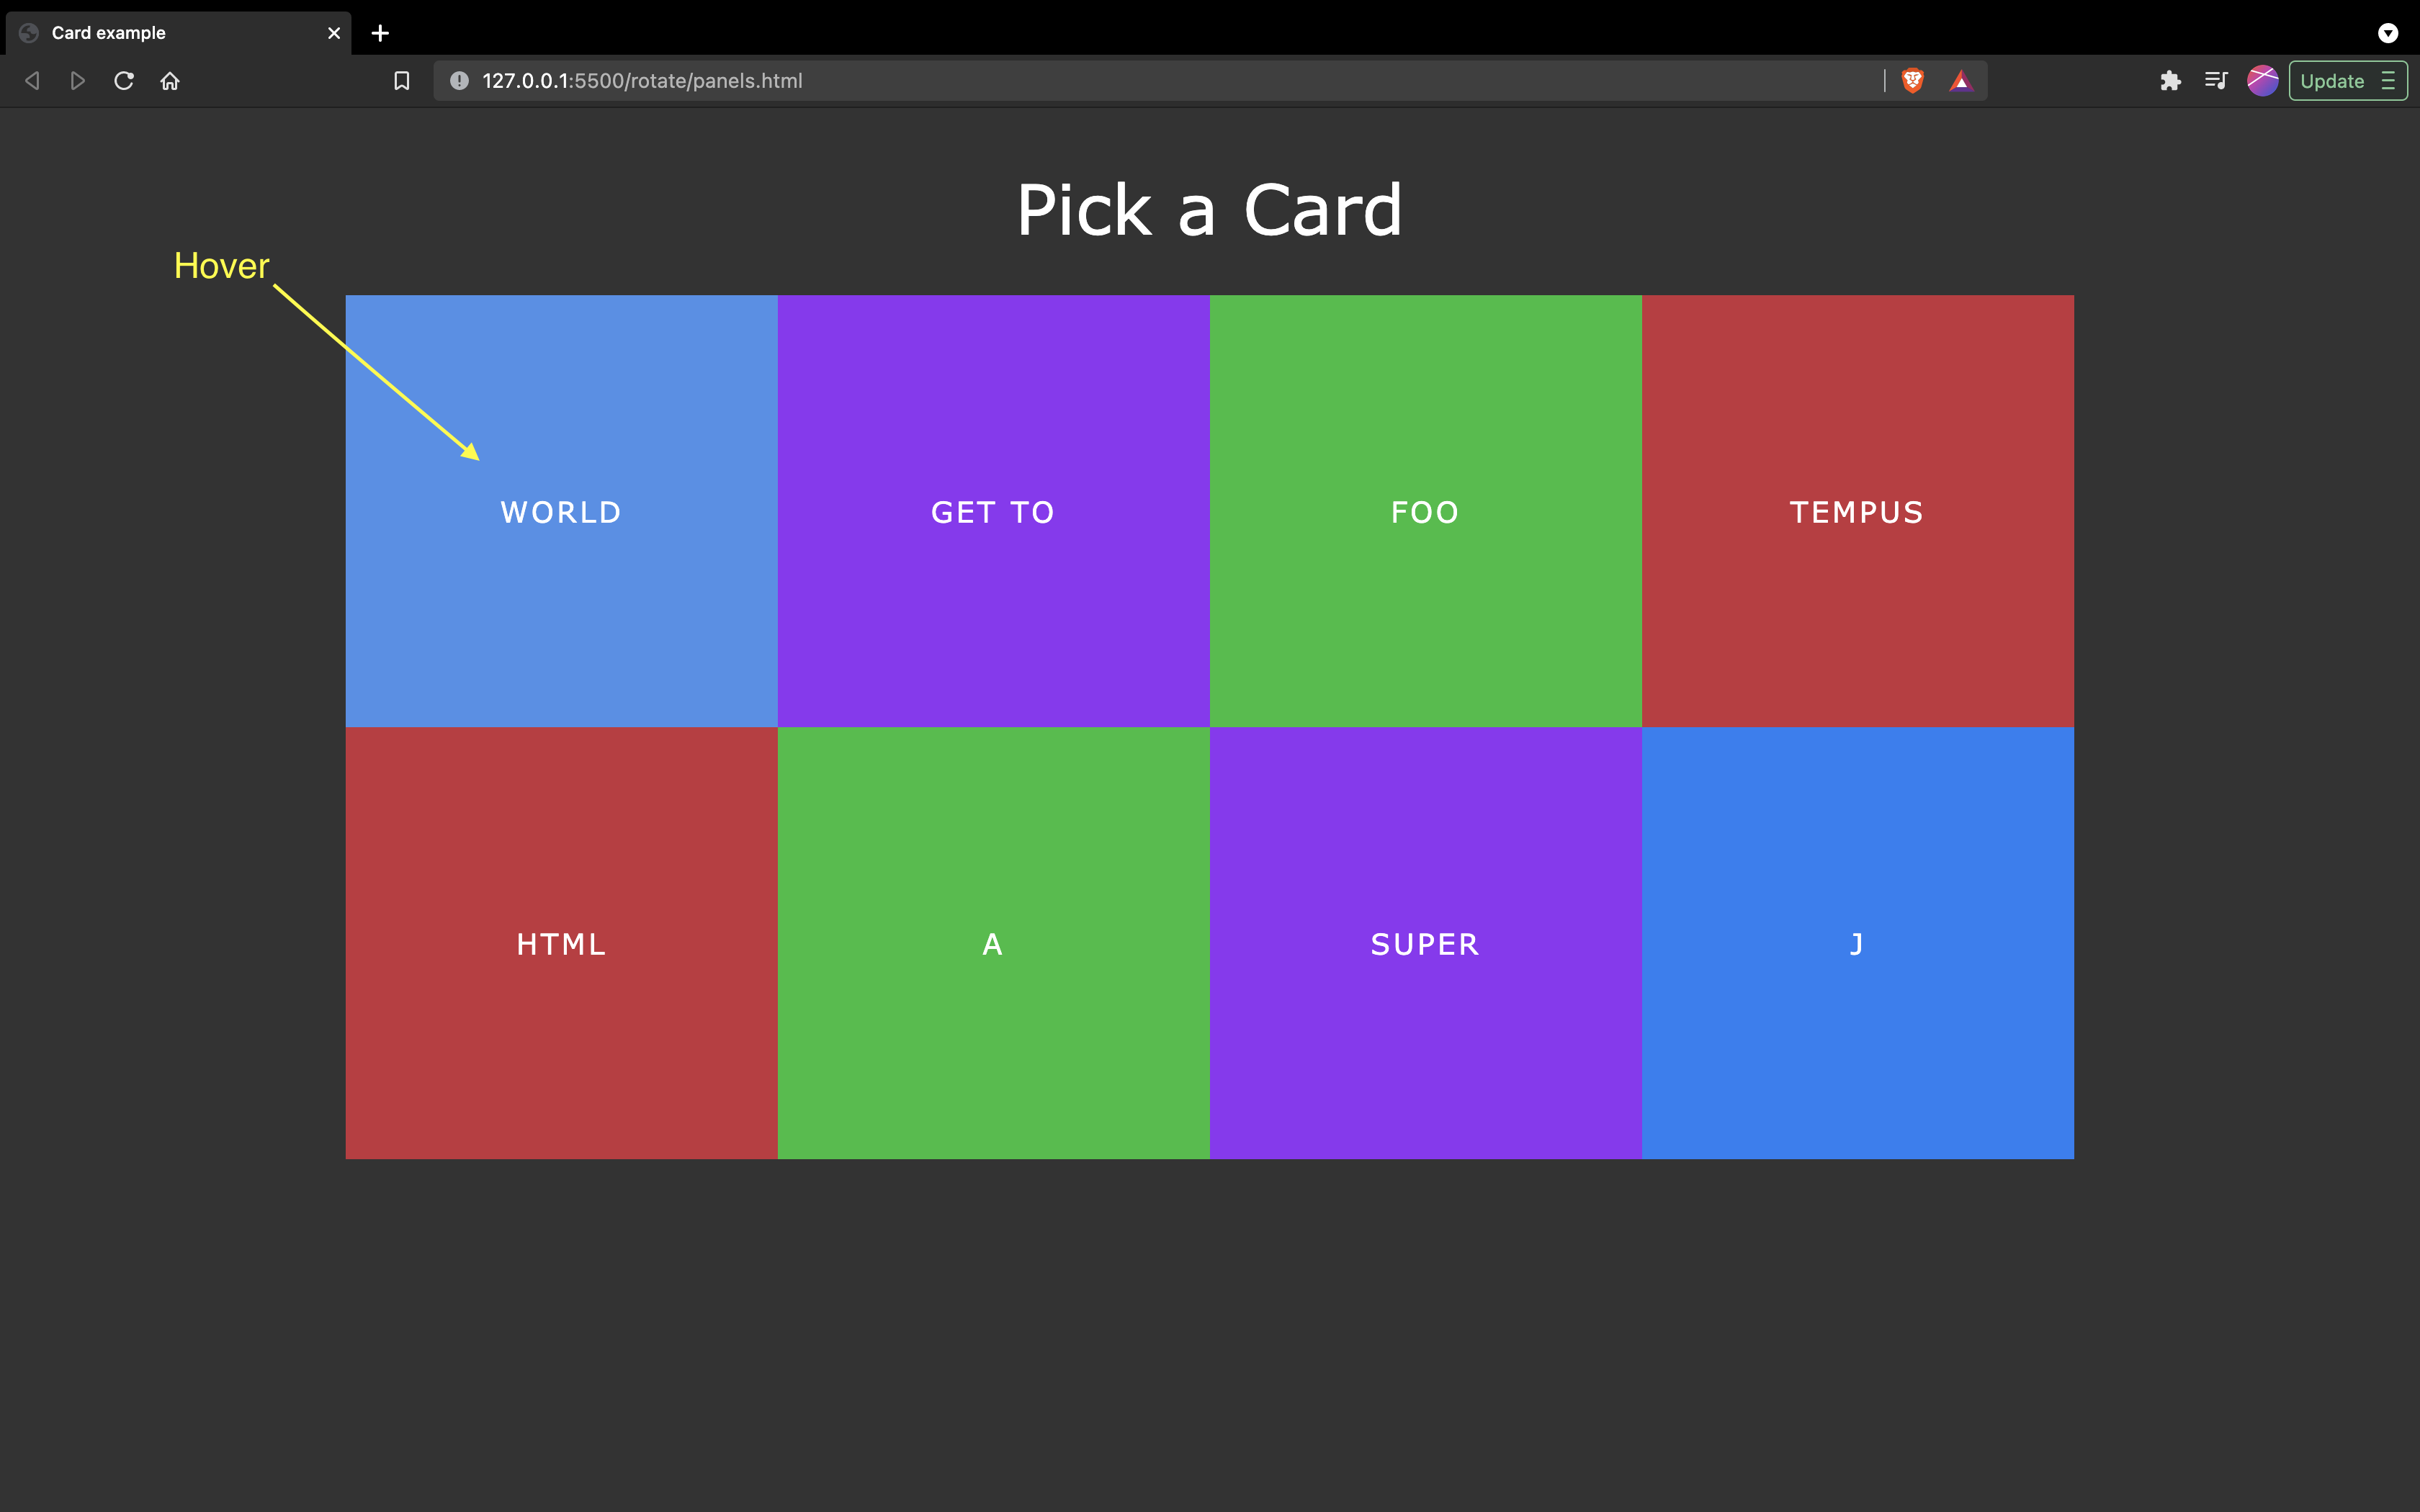 Card example
127.0.0.1:5500/rotate/panels.html
Update
Pick a Card
Hover
WORLD
GET TO
FOO
TEMPUS
HTML
A
SUPER
J